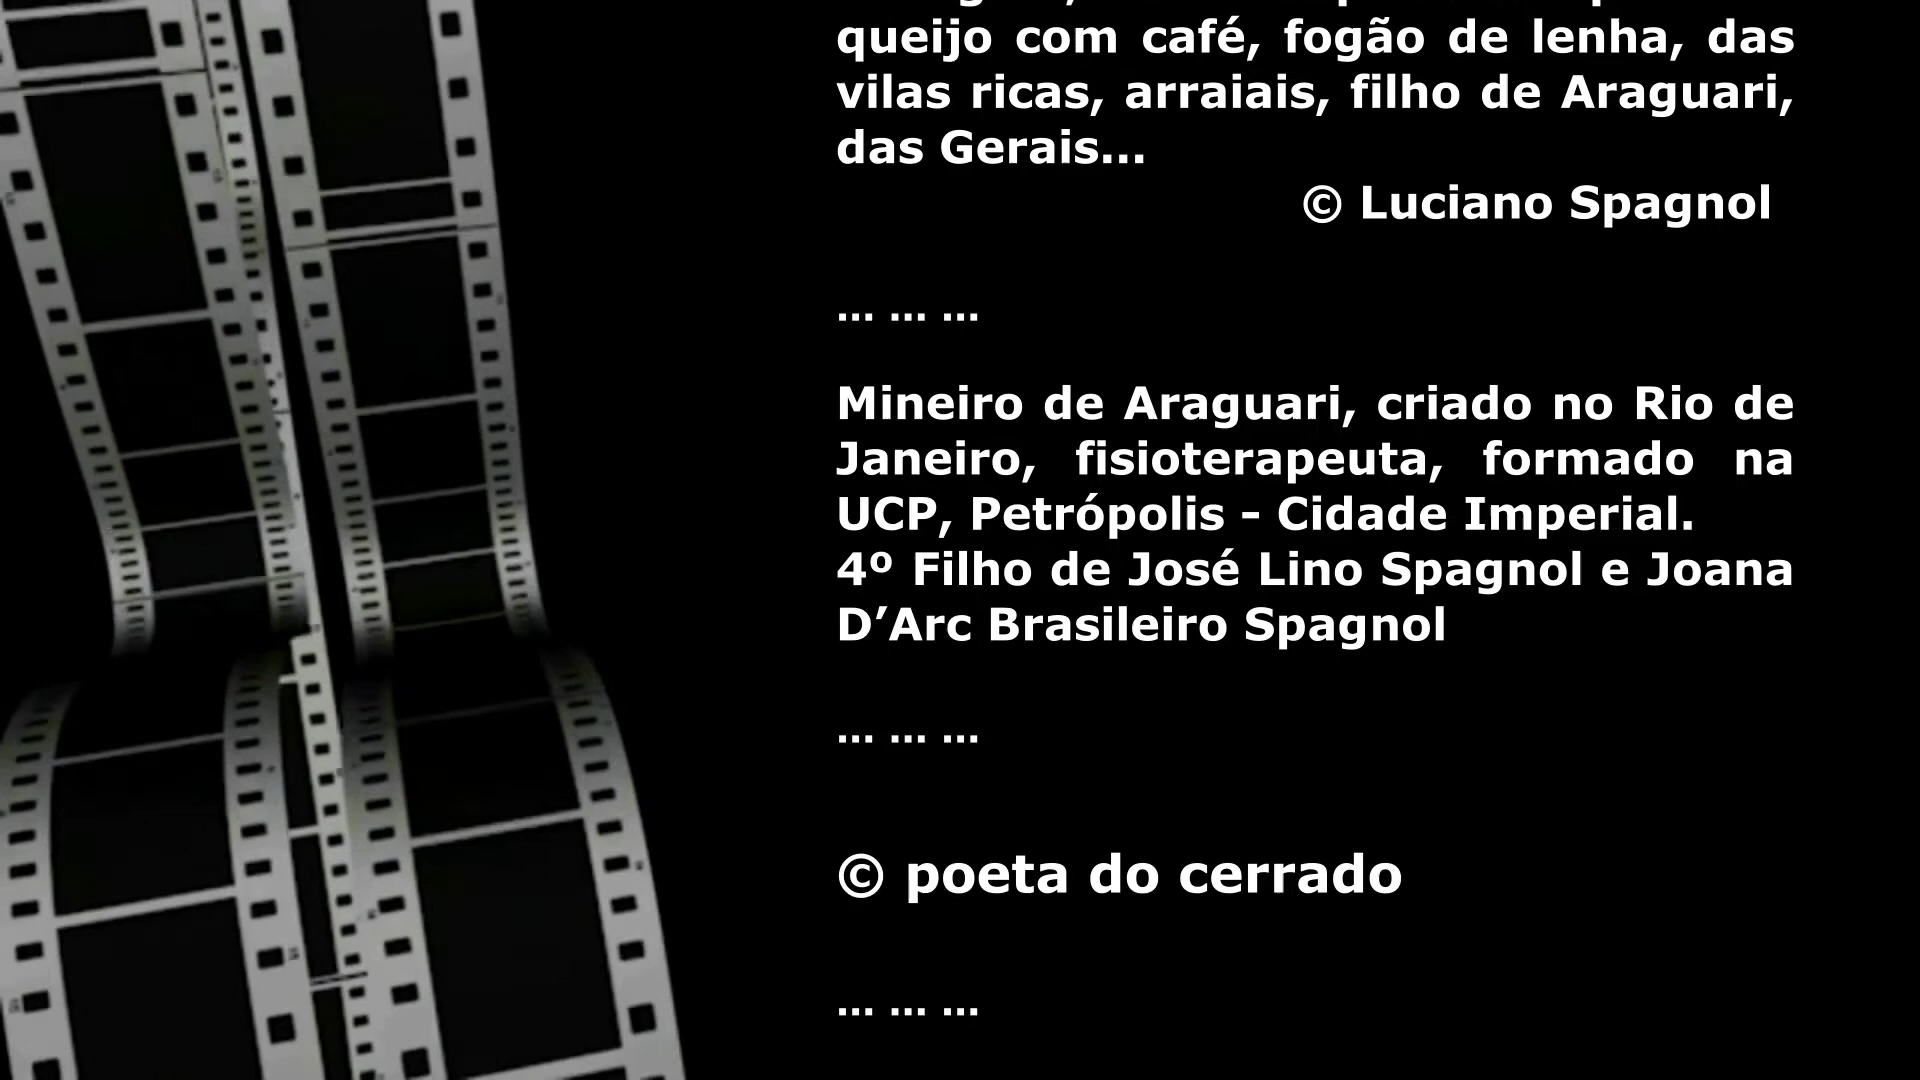 queijo com café, fogão de lenha, das
vilas ricas, arraiais, filho de Araguari,
das Gerais...
© Luciano Spagnol
... ... ...
Mineiro de Araguari, criado no Rio de
Janeiro, fisioterapeuta, formado na
UCP, Petrópolis - Cidade Imperial.
4º Filho de José Lino Spagnol e Joana
D’Arc Brasileiro Spagnol
... ... ...
© poeta do cerrado
... ... ...